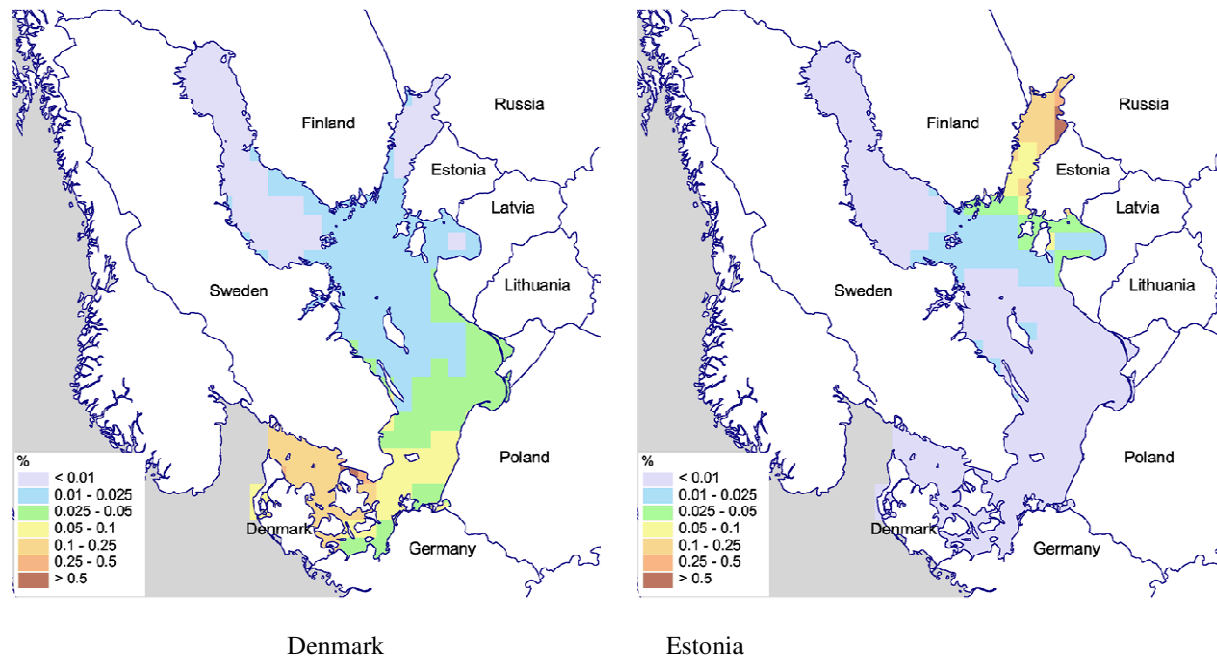 Russia
Finland
Estonia
Latvia
Lithuania
Sweden
Poland
Denmark
Germany
%
< 0.01
0.01 - 0.025
0.025 - 0.05
0.05 - 0.1
0.1 - 0.25
0.25 - 0.5
> 0.5
Russia
Finland
Estonia
Latvia
Lithuania
Sweden
Poland
Denmark
Germany
%
< 0.01
0.01 - 0.025
0.025 - 0.05
0.05 - 0.1
0.1 - 0.25
0.25 - 0.5
> 0.5
Denmark Estonia